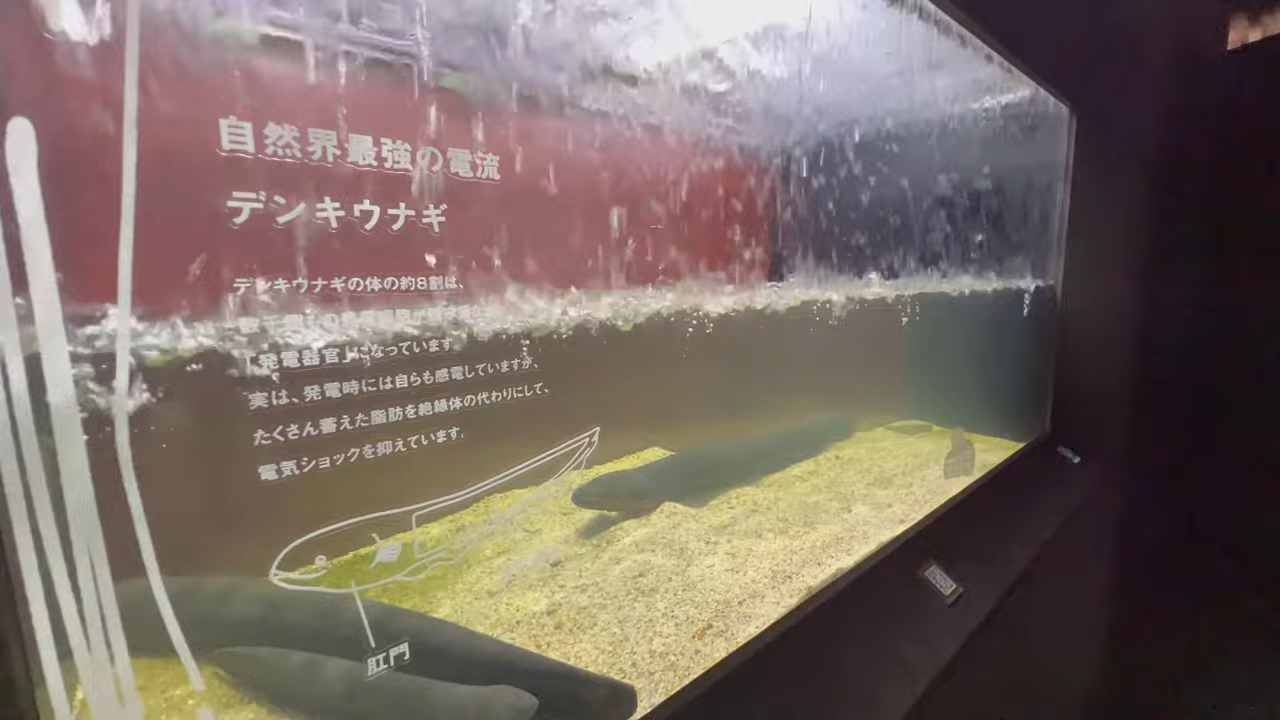 自然界最強の電流
デンキウナギ
デンキウナギの体の約8割は、
「発電器官」になっています。
実は、発電時には自らも感電していますが、
たくさん蓄えた脂肪を絶縁体の代わりにして、
電気ショックを抑えています。
肛門